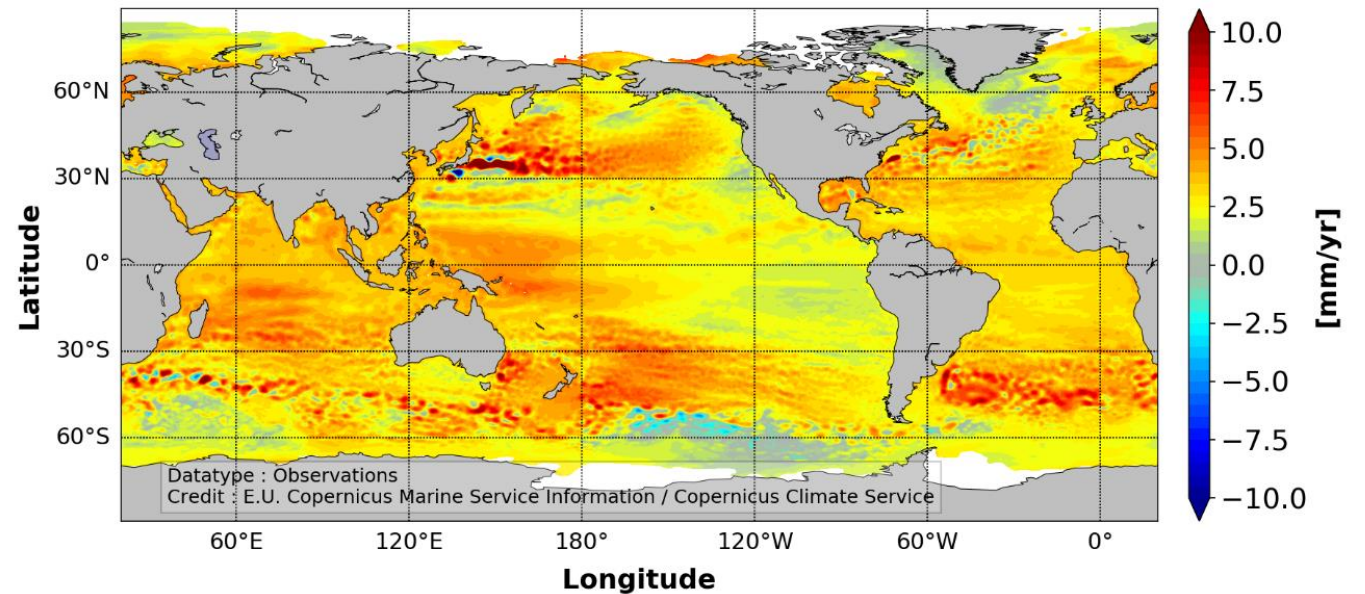 60°N
30°N
0°
30°S
60°S
Latitude
60°E 120°E 180° 120°W 60°W 0°
Longitude
10.0
7.5
5.0
2.5
0.0
−2.5
−5.0
−7.5
−10.0
[mm/yr]
Datatype : Observations
Credit : E.U. Copernicus Marine Service Information / Copernicus Climate Service